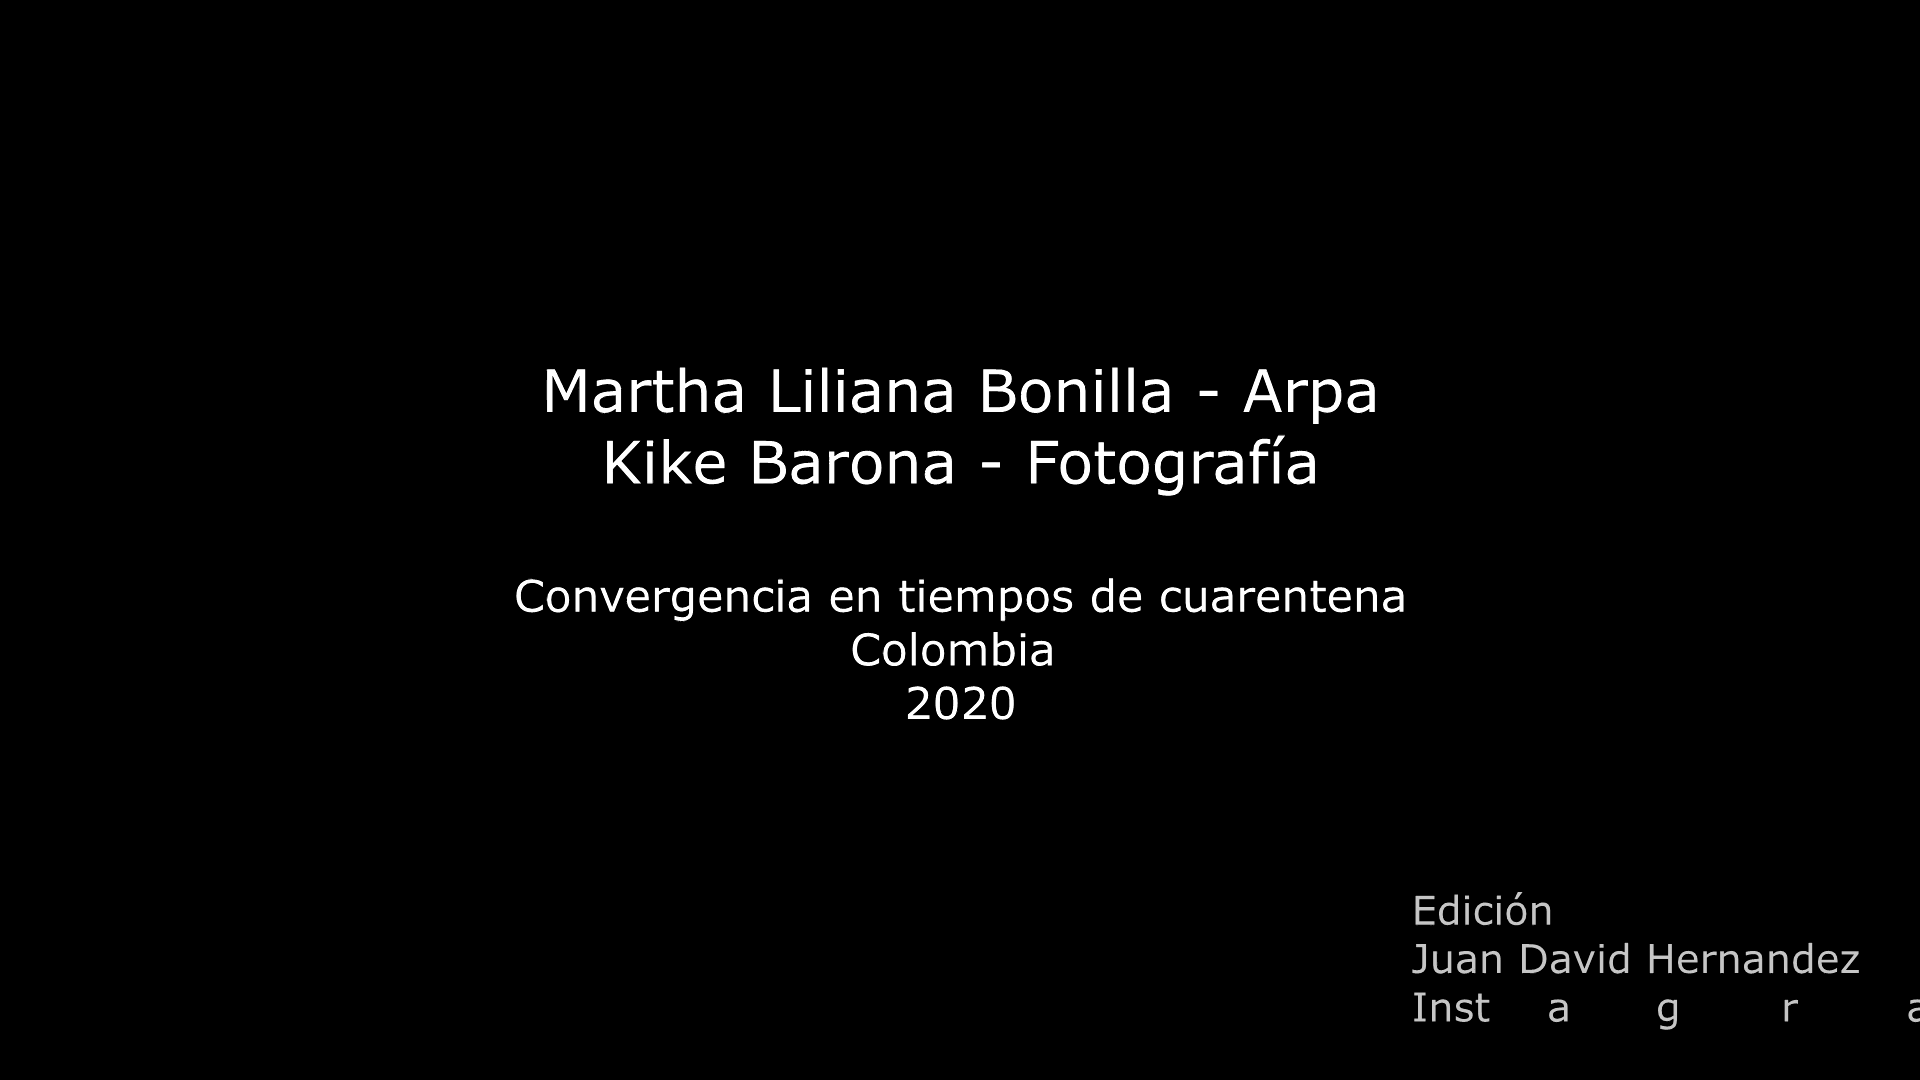 Martha Liliana Bonilla - Arpa
Kike Barona - Fotografía
Convergencia en tiempos de cuarentena
Colombia
2020
Edición
Juan David Hernandez
Inst a g r a